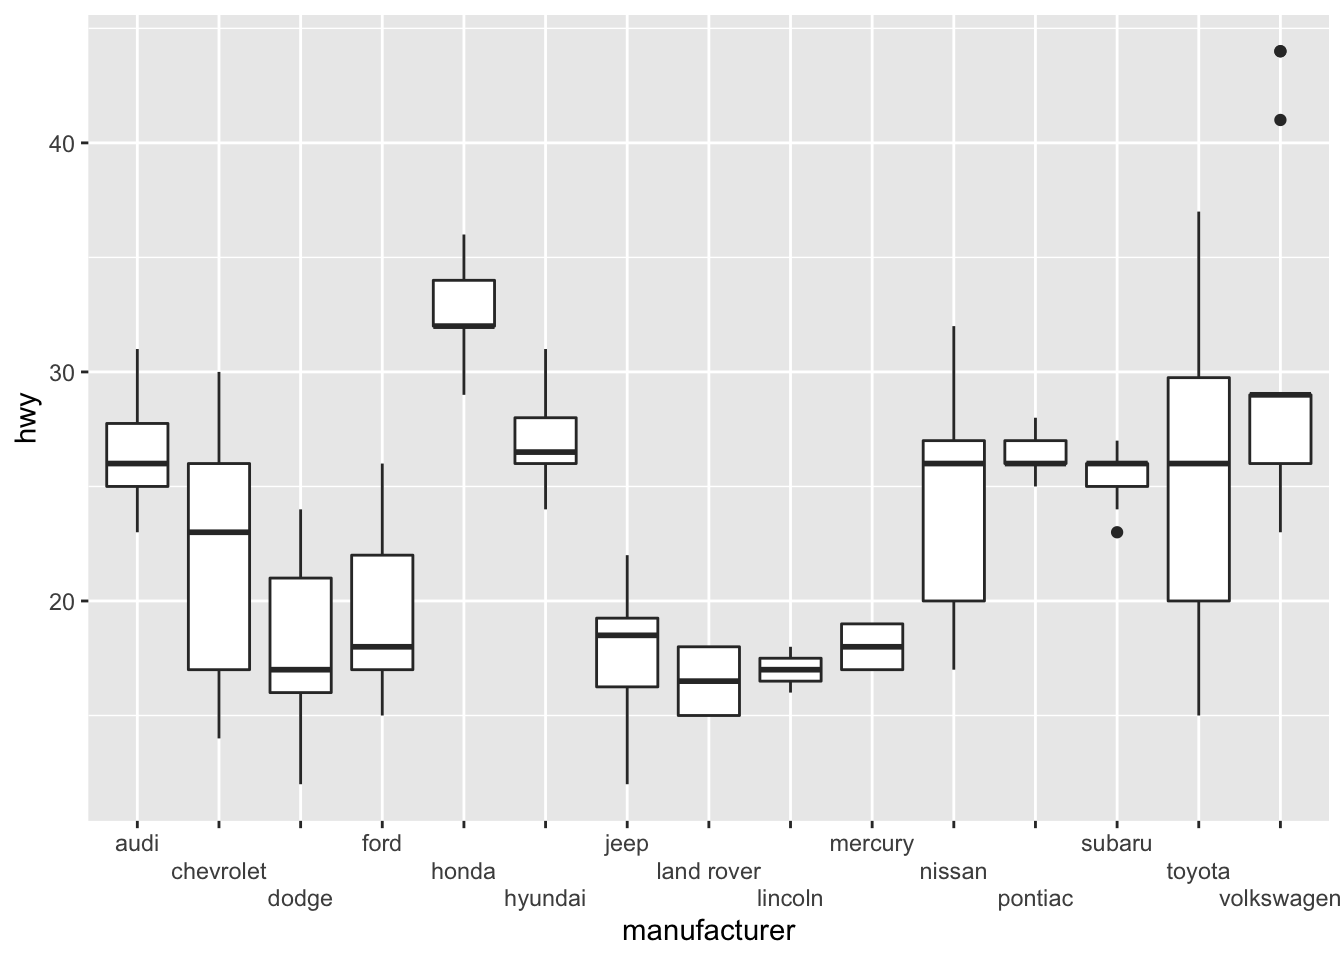 40
30
20
hwy
audi ford jeep mercury subaru
chevrolet honda land rover nissan toyota
dodge hyundai lincoln pontiac volkswagen
manufacturer